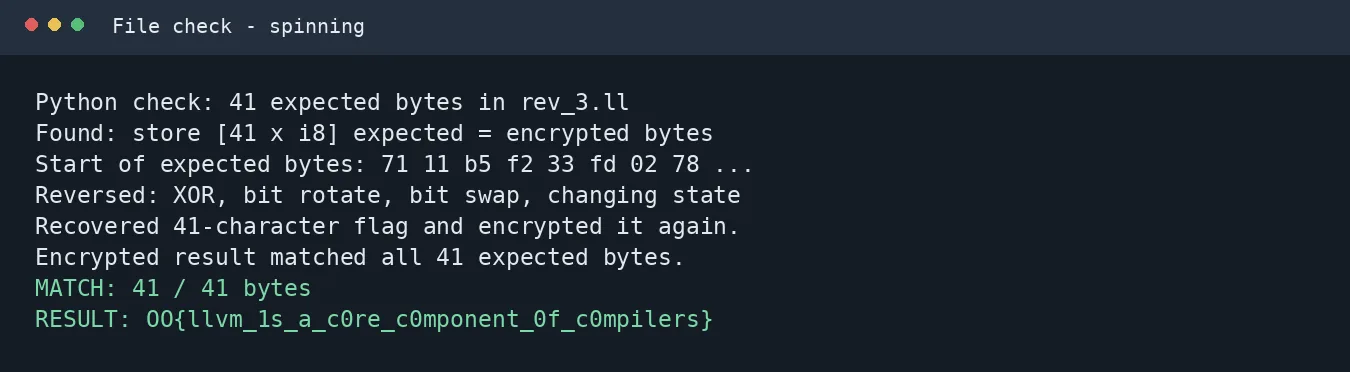 File check - spinning
Python check: 41 expected bytes in rev_3.ll
Found: store [41 x i8] expected = encrypted bytes
Start of expected bytes: 71 11 b5 f2 33 fd 02 78 ...
Reversed: XOR, bit rotate, bit swap, changing state
Recovered 41-character flag and encrypted it again.
Encrypted result matched all 41 expected bytes.
MATCH: 41 / 41 bytes
RESULT: OO{llvm_1s_a_c0re_c0mponent_0f_c0mpilers}